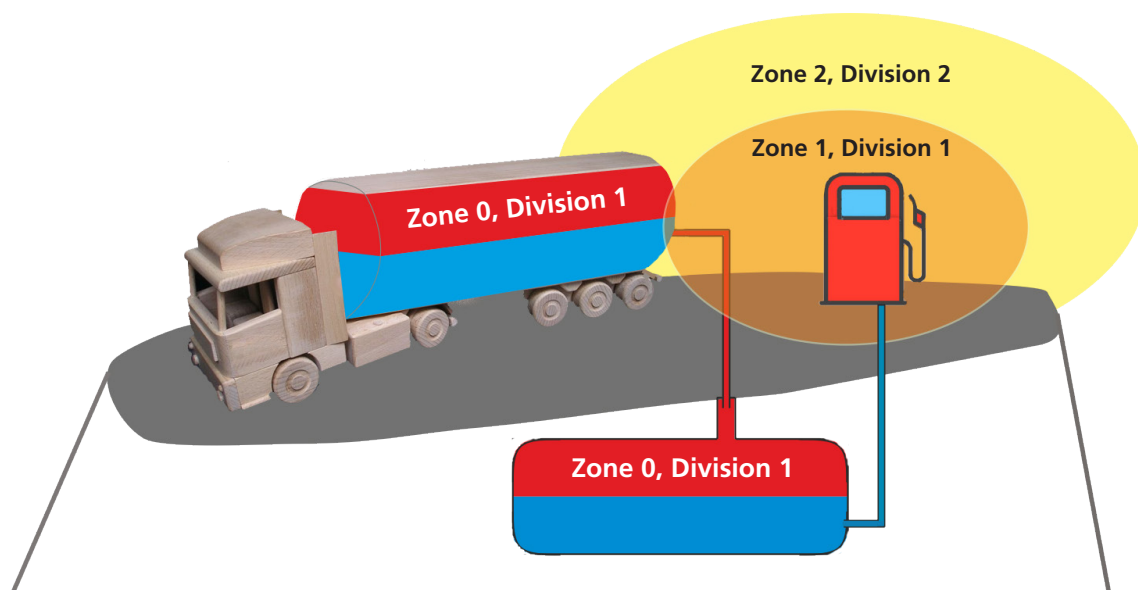 Zone 2, Division 2
Zone 1, Division 1
Zone 0, Division 1
Zone 0, Division 1